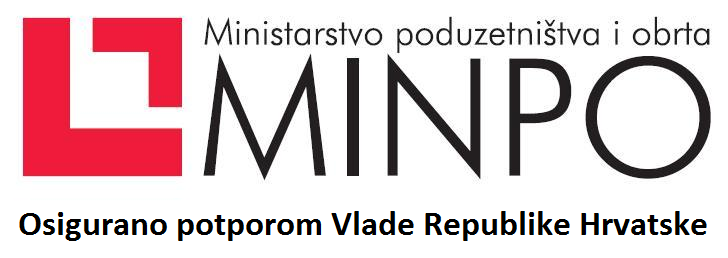 Ministarstvo poduzetništva i obrta
MINPO
Osigurano potporom Vlade Republike Hrvatske